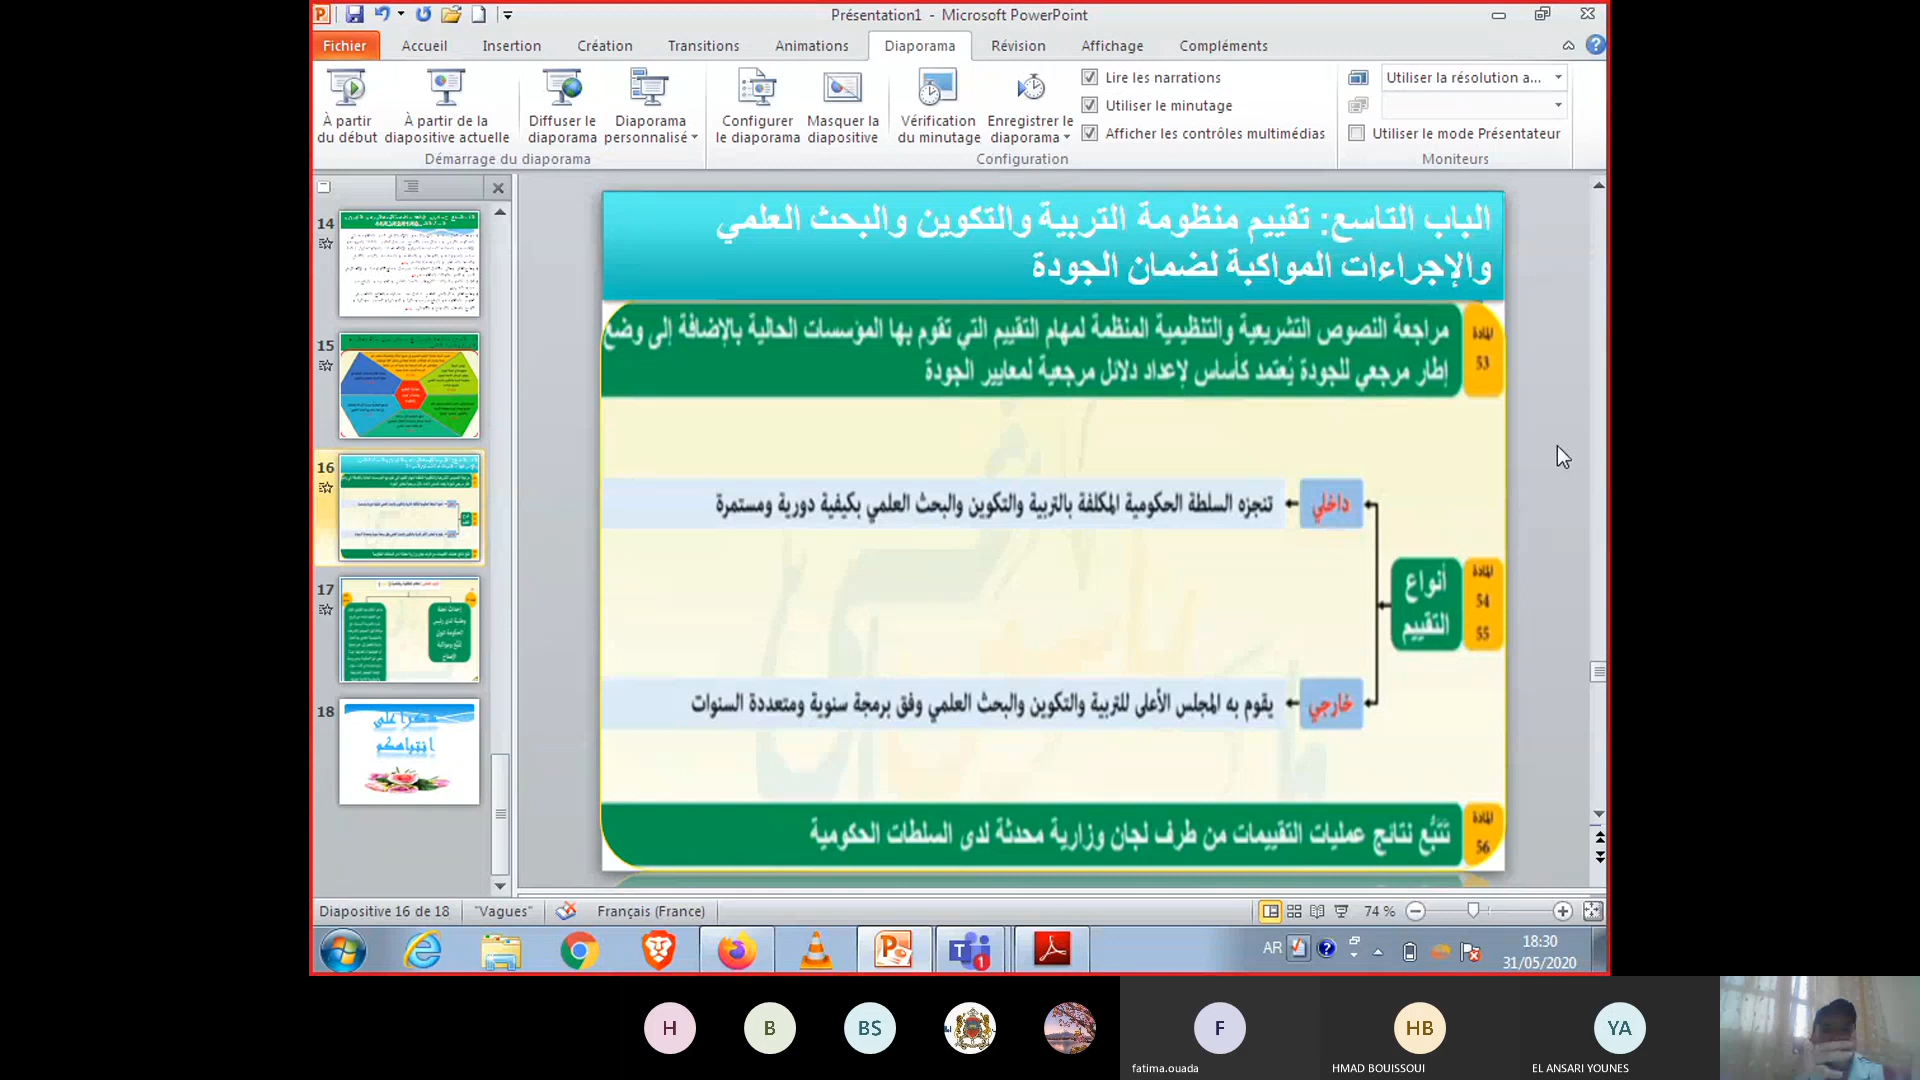 Présentation1 - Microsoft PowerPoint
Fichier
Accueil
Insertion
Création
Transitions
Animations
Diaporama
Révision
Affichage
Compléments
À partir
du début
À partir de la
diapositive actuelle
Diffuser le
diaporama
Diaporama
personnalisé
Configurer
le diaporama
Masquer la
diapositive
Vérification
du minutage
Enregistrer le
diaporama
Lire les narrations
Utiliser le minutage
Afficher les contrôles multimédias
Utiliser la résolution a...
Utiliser le mode Présentateur
Démarrage du diaporama
Configuration
Moniteurs
14
15
16
17
18
شكرا على
انتباهكم
الباب التاسع: تقييم منظومة التربية والتكوين والبحث العلمي
والإجراءات المواكبة لضمان الجودة
المادة
53
مراجعة النصوص التشريعية والتنظيمية المنظمة لمهام التقييم التي تقوم بها المؤسسات الحالية بالإضافة إلى وضع
إطار مرجعي للجودة يُعتمد كأساس لإعداد دلائل مرجعية لمعايير الجودة
المادة
54
55
أنواع
التقييم
داخلي
تنجزه السلطة الحكومية المكلفة بالتربية والتكوين والبحث العلمي بكيفية دورية ومستمرة
خارجي
يقوم به المجلس الأعلى للتربية والتكوين والبحث العلمي وفق برمجة سنوية ومتعددة السنوات
المادة
56
تَتَبُّع نتائج عمليات التقييمات من طرف لجان وزارية محدثة لدى السلطات الحكومية
Diapositive 16 de 18
"Vagues"
Français (France)
74 %
AR
18:30
31/05/2020
H
B
BS
F
fatima.ouada
HB
HMAD BOUISSOUI
YA
EL ANSARI YOUNES